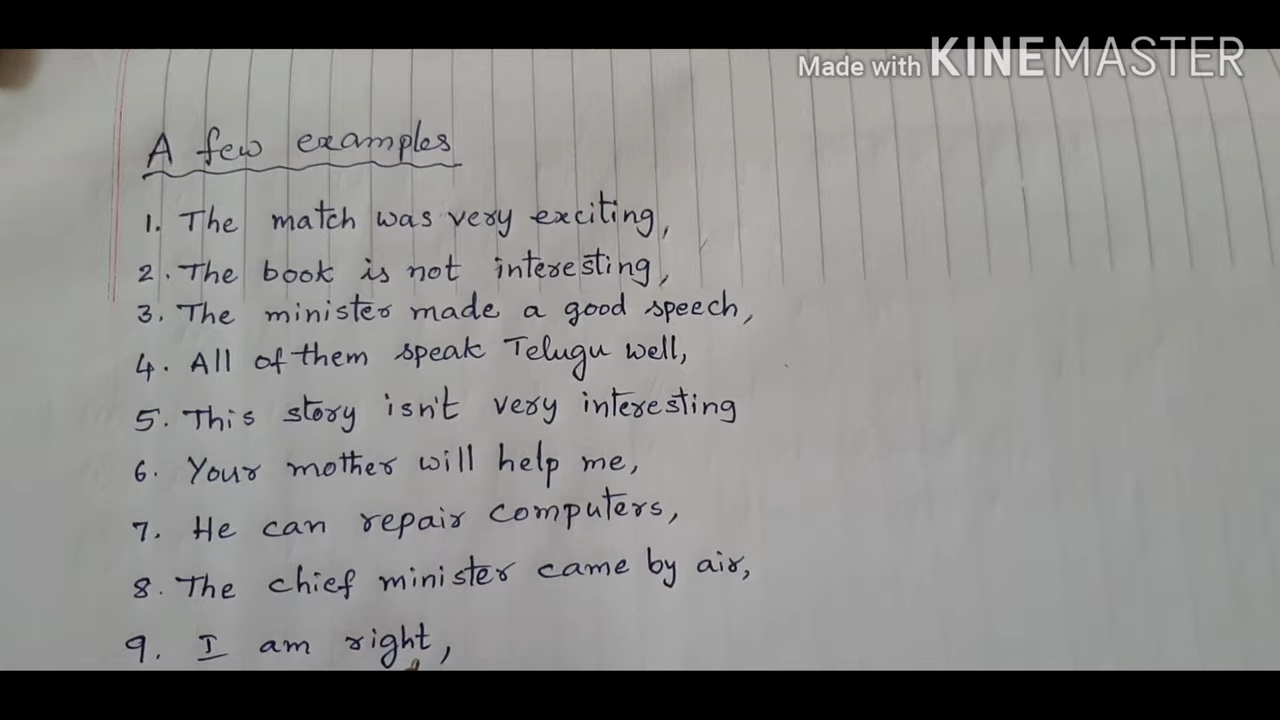 Made with KINEMASTER
A few examples
1. The match was very exciting,
2. The book is not interesting,
3. The minister made a good speech,
4. All of them speak Telugu well,
5. This story isn't very interesting
6. Your mother will help me,
7. He can repair computers,
8. The chief minister came by air,
9. I am right,